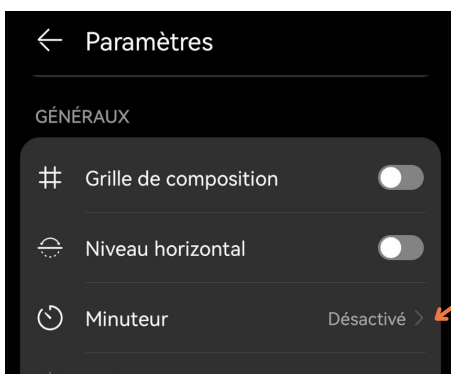 Paramètres
GÉNÉRAUX
Grille de composition
Niveau horizontal
Minuteur Désactivé